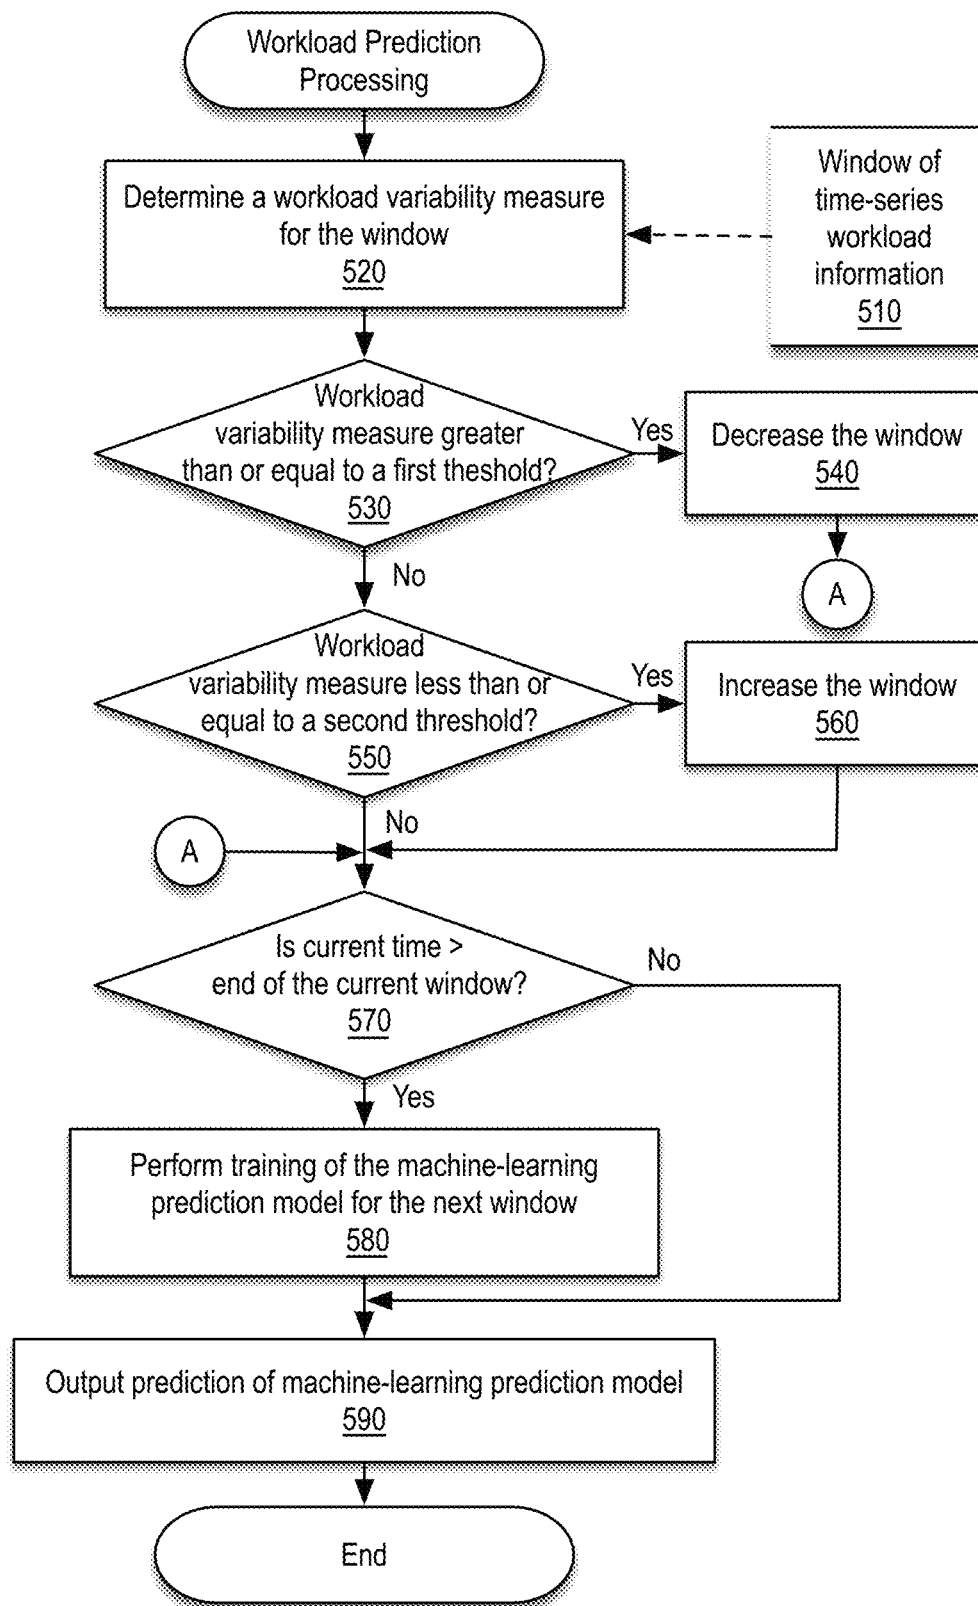 Workload Prediction
Processing
Determine a workload variability measure
for the window
520
Window of
time-series
workload
information
510
Workload
variability measure greater
than or equal to a first theshold?
530
Yes
Decrease the window
540
No
A
Workload
variability measure less than or
equal to a second threshold?
550
Yes
Increase the window
560
No
A
Is current time >
end of the current window?
570
No
Yes
Perform training of the machine-learning
prediction model for the next window
580
Output prediction of machine-learning prediction model
590
End